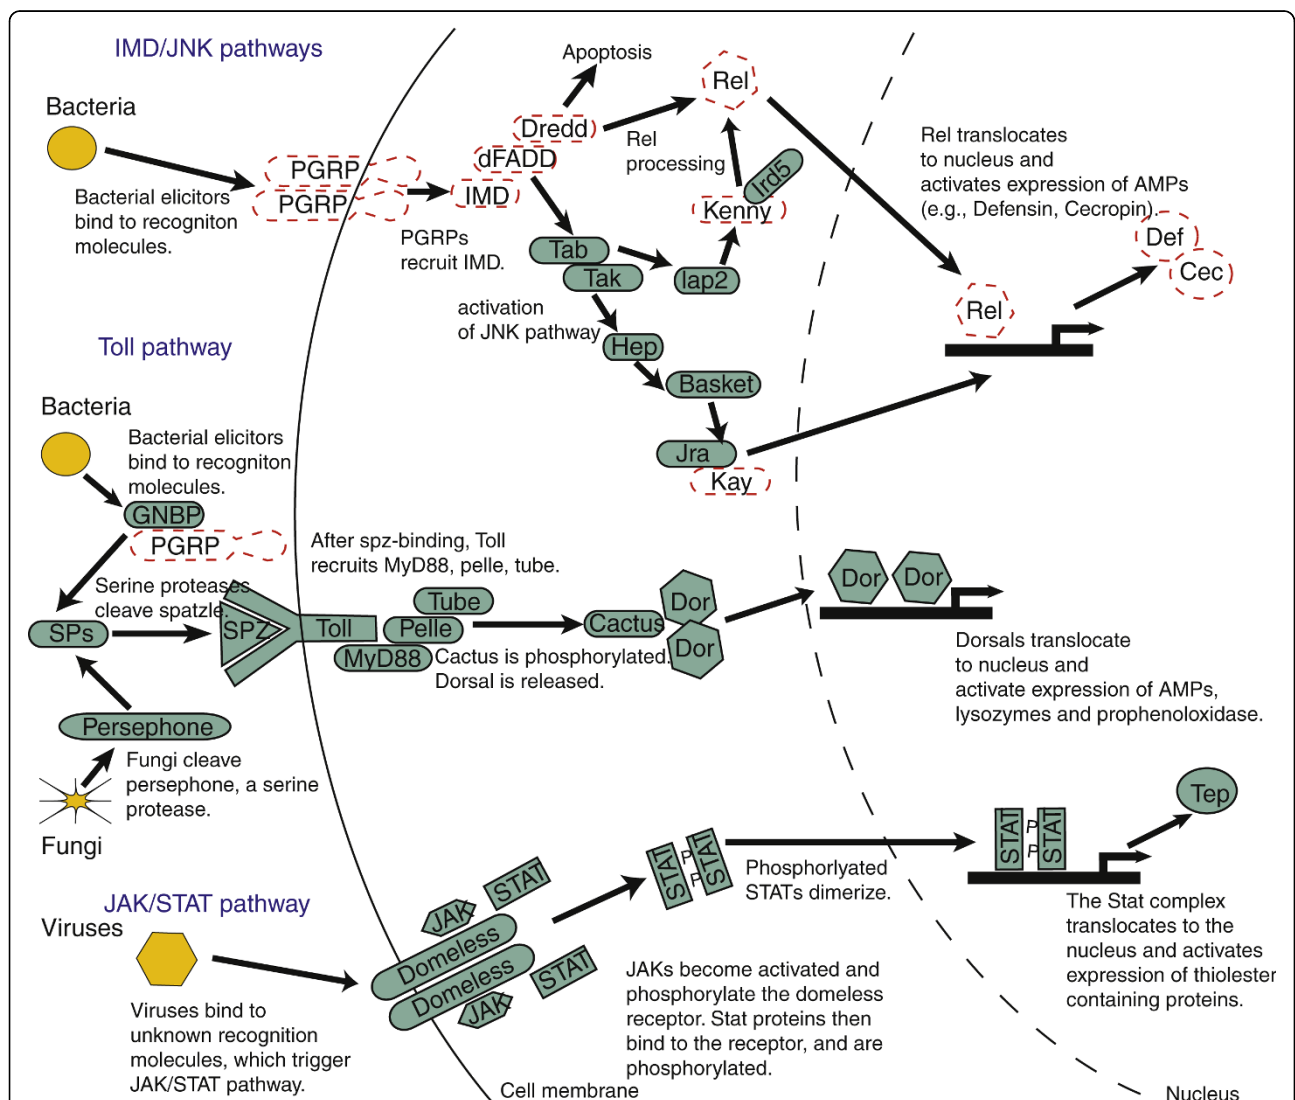 IMD/JNK pathways
Bacteria
Bacterial elicitors
bind to recogniton
molecules.
PGRP
PGRP
PGRPs
recruit IMD.
IMD
dFADD
Dredd
Apoptosis
Rel
processing
Rel
Ird5
Kenny
Tab
Tak
Iap2
activation
of JNK pathway
Hep
Basket
Jra
Kay
Rel translocates
to nucleus and
activates expression of AMPs
(e.g., Defensin, Cecropin).
Def
Cec
Rel
Toll pathway
Bacteria
Bacterial elicitors
bind to recogniton
molecules.
GNBP
PGRP
Serine proteases
cleave spatzle.
SPs
SPZ
Toll
After spz-binding, Toll
recruits MyD88, pelle, tube.
Tube
Pelle
MyD88
Cactus is phosphorylated.
Dorsal is released.
Cactus
Dor
Dor
Dor
Dor
Dorsals translocate
to nucleus and
activate expression of AMPs,
lysozymes and prophenoloxidase.
Persephone
Fungi cleave
persephone, a serine
protease.
Fungi
JAK/STAT pathway
Viruses
Viruses bind to
unknown recognition
molecules, which trigger
JAK/STAT pathway.
JAK
STAT
Domeless
Domeless
JAK
STAT
STAT
P
P
STAT
Phosphorlyated
STATs dimerize.
JAKs become activated and
phosphorylate the domeless
receptor. Stat proteins then
bind to the receptor, and are
phosphorylated.
STAT
P
P
STAT
Tep
The Stat complex
translocates to the
nucleus and activates
expression of thiolester
containing proteins.
Cell membrane
Nucleus